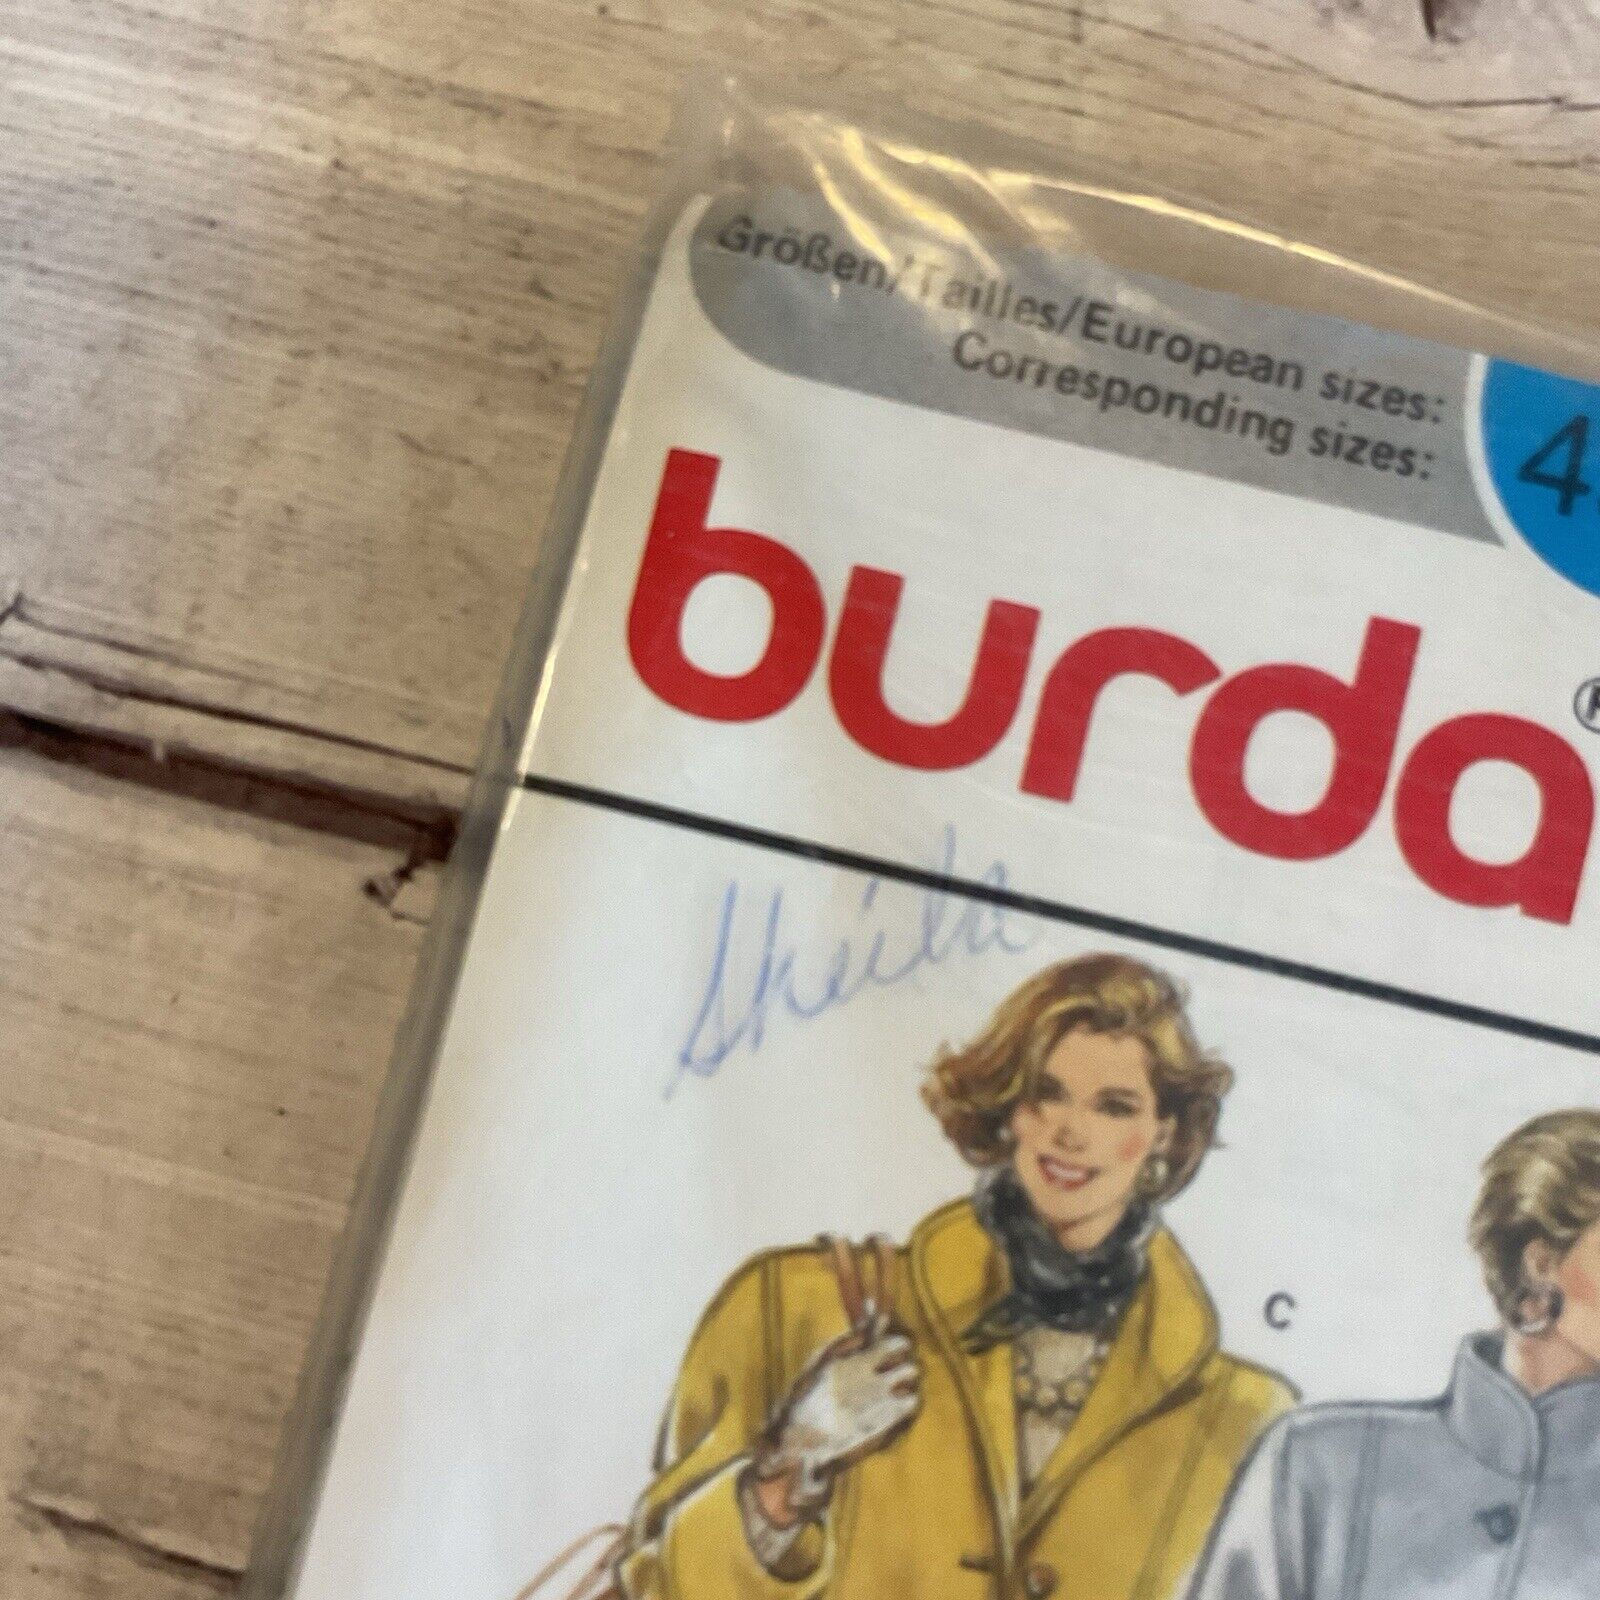 Größen/Tailles/European sizes:
Corresponding sizes:
burda®
Sheila
C